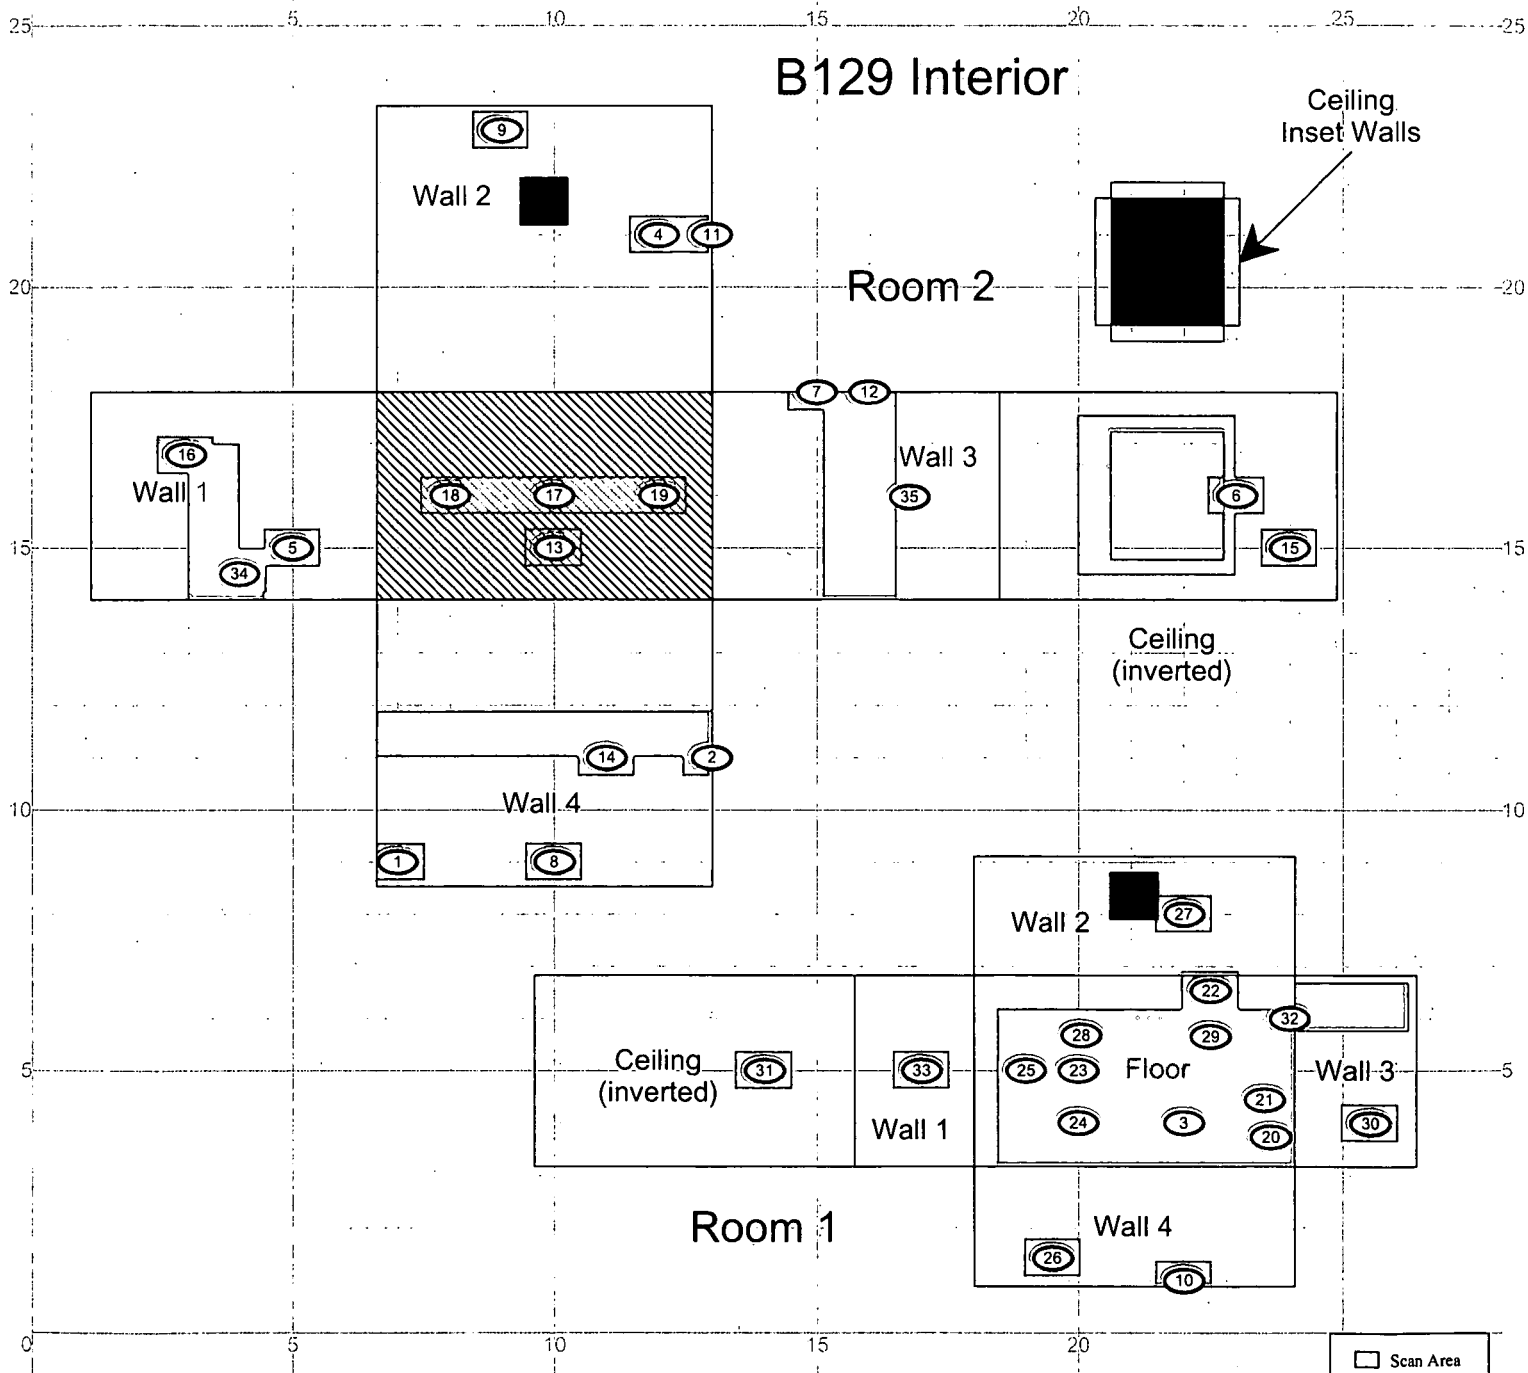 5 10 15 20 25
25 25
B129 Interior
Ceiling
Inset Walls
9
Wall 2
4 11
20 Room 2 20
7 12
16 Wall 3
Wall 1 18 17 19 35 6
15 5 13 15 15
34
Ceiling
(inverted)
14 2
10 Wall 4 10
1 8
Wall 2 27
22
32
28 29
Ceiling
(inverted)
5 31 33 25 23 Floor Wall 3 5
21
Wall 1 24 3 30
20
Room 1 Wall 4
26
10
0 5 10 15 20
Scan Area